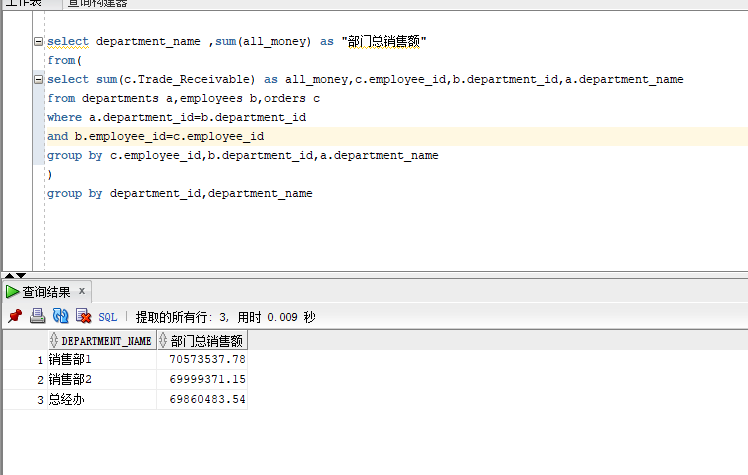 工作表 查询构建器
select department_name ,sum(all_money) as "部门总销售额"
from(
select sum(c.Trade_Receivable) as all_money,c.employee_id,b.department_id,a.department_name
from departments a,employees b,orders c
where a.department_id=b.department_id
and b.employee_id=c.employee_id
group by c.employee_id,b.department_id,a.department_name
)
group by department_id,department_name
查询结果 x
SQL | 提取的所有行: 3, 用时 0.009 秒
DEPARTMENT_NAME 部门总销售额
1 销售部1 70573537.78
2 销售部2 69999371.15
3 总经办 69860483.54